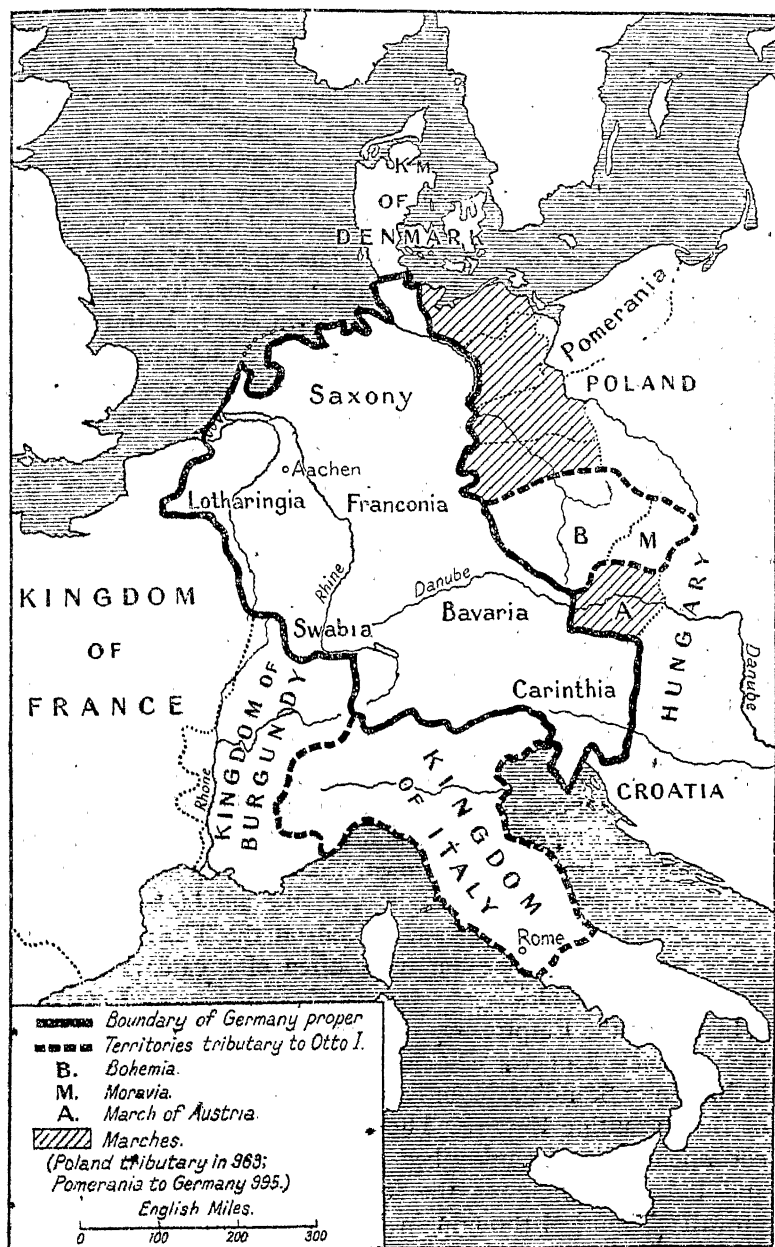 KM
OF
DENMARK
Pomerania
POLAND
Saxony
Aachen
Lotharingia
Franconia
B
M
KINGDOM
OF
FRANCE
Rhine
Danube
Swabia
Bavaria
A
HUNGARY
Danube
Carinthia
KINGDOM OF
BURGUNDY
Rhone
KINGDOM
OF
ITALY
CROATIA
Rome
Boundary of Germany proper
Territories tributary to Otto I.
B. Bohemia.
M. Moravia.
A. March of Austria.
Marches.
(Poland tributary in 963;
Pomerania to Germany 995.)
English Miles.
0 100 200 300